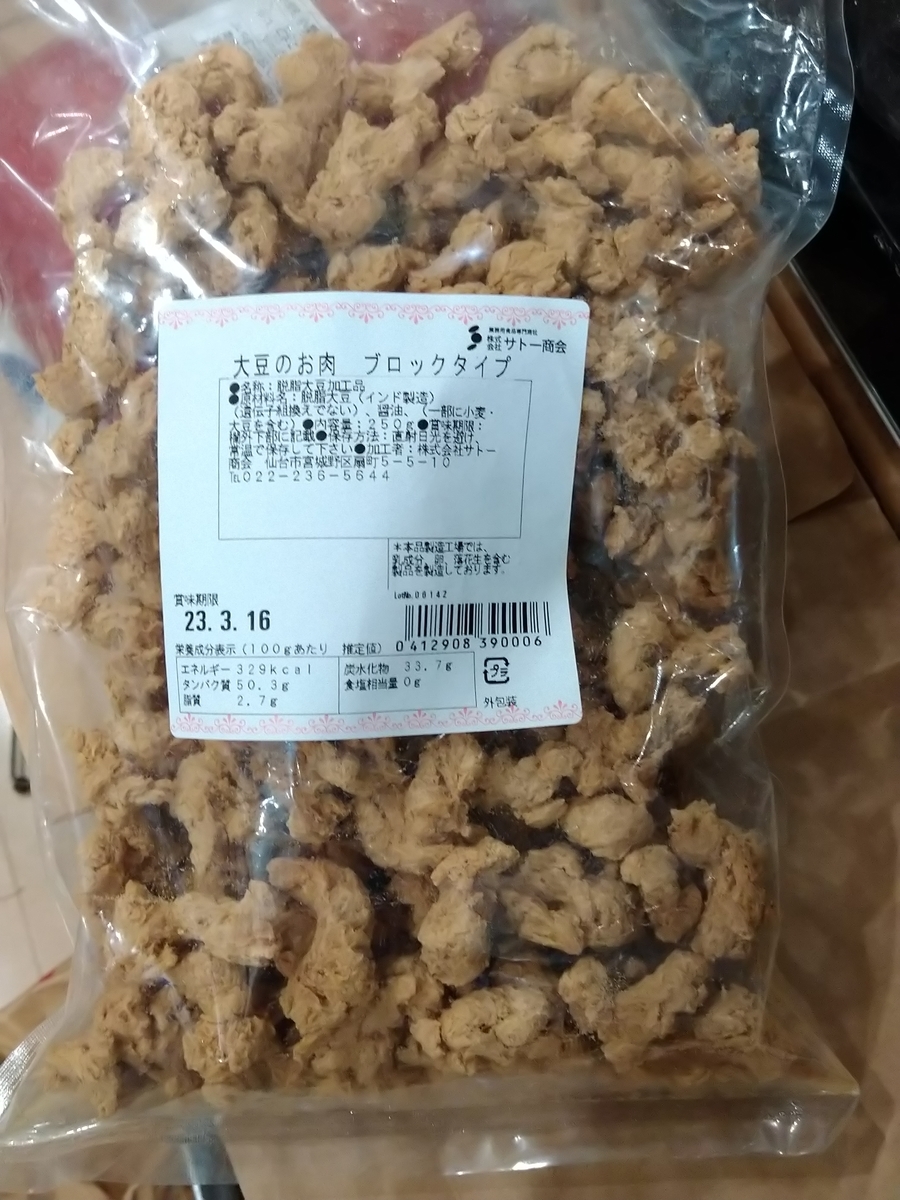 業務用食品専門商社
株式会社 サトー商会
大豆のお肉 ブロックタイプ
●名称：脱脂大豆加工品
●原材料名：脱脂大豆（インド製造）
（遺伝子組換えでない）、醤油、（一部に小麦・
大豆を含む）●内容量：２５０ｇ●賞味期限：
欄外下部に記載●保存方法：直射日光を避け
常温で保存して下さい●加工者：株式会社サトー
商会 仙台市宮城野区扇町５－５－１０
℡０２２－２３６－５６４４
＊本品製造工場では、
乳成分、卵、落花生を含む
製品を製造しております。
LotNo.00142
賞味期限
23.3.16
0412908390006
栄養成分表示（１００ｇあたり 推定値）
エネルギー 329kcal
タンパク質 50.3g
脂質 2.7g
炭水化物 33.7g
食塩相当量 0g
プラ
外包装